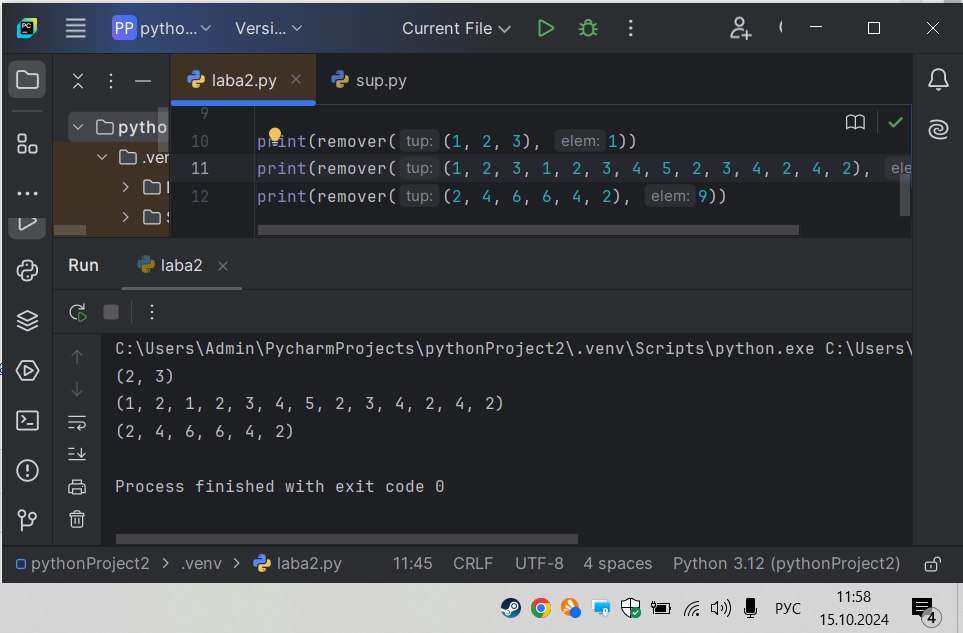 PP pytho... Versi... Current File
laba2.py sup.py
pytho
.ver
9
10 print(remover( tup: (1, 2, 3), elem: 1))
11 print(remover( tup: (1, 2, 3, 1, 2, 3, 4, 5, 2, 3, 4, 2, 4, 2), ele
12 print(remover( tup: (2, 4, 6, 6, 4, 2), elem: 9))
Run laba2
C:\Users\Admin\PycharmProjects\pythonProject2\.venv\Scripts\python.exe C:\Users\
(2, 3)
(1, 2, 1, 2, 3, 4, 5, 2, 3, 4, 2, 4, 2)
(2, 4, 6, 6, 4, 2)
Process finished with exit code 0
pythonProject2 > .venv > laba2.py 11:45 CRLF UTF-8 4 spaces Python 3.12 (pythonProject2)
РУС 11:58
15.10.2024 4